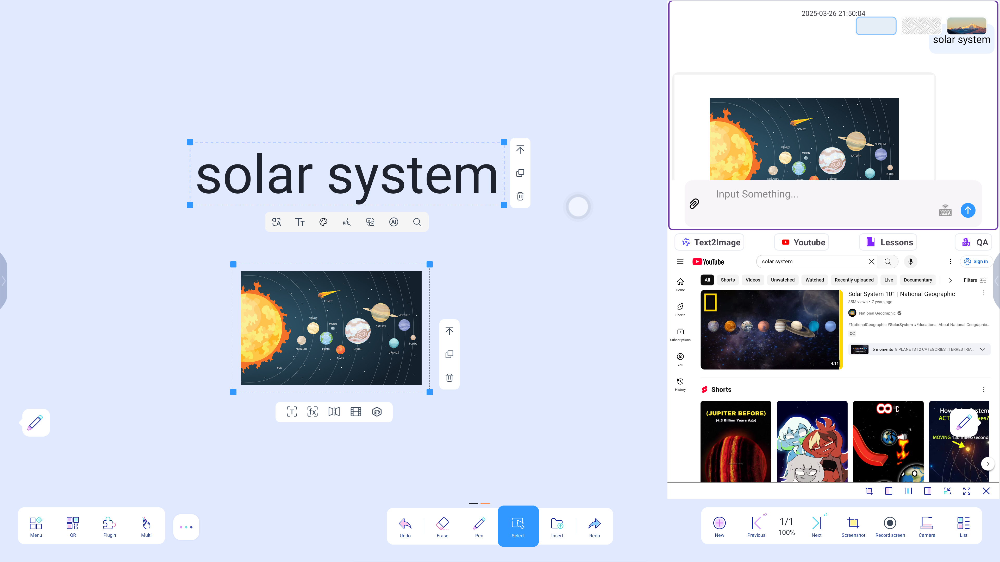 2025-03-26 21:50:04
solar system
COMET
VENUS
MOON
NEPTUNE
SATURN
PLUTO
MERCURY
EARTH
JUPITER
Input Something...
Text2Image
Youtube
Lessons
QA
solar system
AI
COMET
VENUS
MOON
NEPTUNE
SATURN
PLUTO
MERCURY
EARTH
JUPITER
URANUS
MARS
SUN
T
fx
3D
YouTube
solar system
Sign in
All
Shorts
Videos
Unwatched
Watched
Recently uploaded
Live
Documentary
Filters
Home
Shorts
Subscriptions
You
History
4:11
Solar System 101 | National Geographic
35M views • 7 years ago
National Geographic
#NationalGeographic #SolarSystem #Educational About National Geographic...
CC
5 moments 8 PLANETS | 2 CATEGORIES | TERRESTRIA...
Shorts
(JUPITER BEFORE)
(4.3 Billion Years Ago)
°C
MOVING 130 miles/second
Menu
QR
Plugin
Multi
Undo
Erase
Pen
Select
Insert
Redo
New
x2
Previous
1/1
100%
x2
Next
Screenshot
Record screen
Camera
List